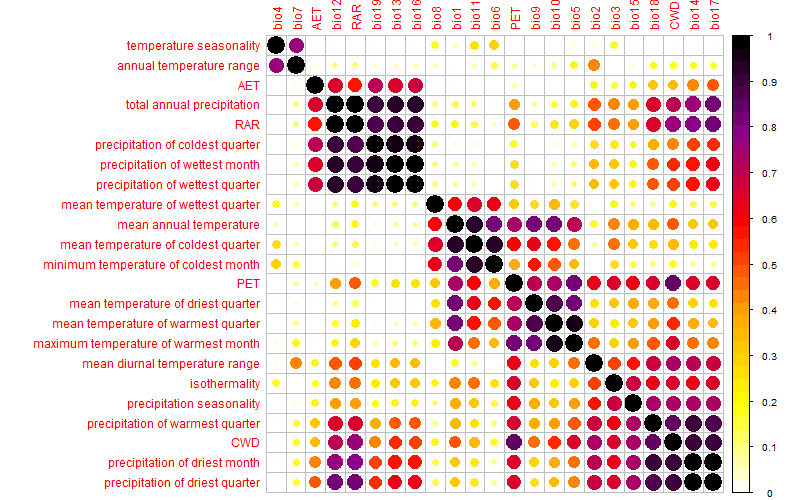 bio4 bio7 AET bio12 RAR bio19 bio13 bio16 bio8 bio1 bio11 bio6 PET bio9 bio10 bio5 bio2 bio3 bio15 bio18 CWD bio14 bio17
temperature seasonality
annual temperature range
AET
total annual precipitation
RAR
precipitation of coldest quarter
precipitation of wettest month
precipitation of wettest quarter
mean temperature of wettest quarter
mean annual temperature
mean temperature of coldest quarter
minimum temperature of coldest month
PET
mean temperature of driest quarter
mean temperature of warmest quarter
maximum temperature of warmest month
mean diurnal temperature range
isothermality
precipitation seasonality
precipitation of warmest quarter
CWD
precipitation of driest month
precipitation of driest quarter
1
0.9
0.8
0.7
0.6
0.5
0.4
0.3
0.2
0.1
0